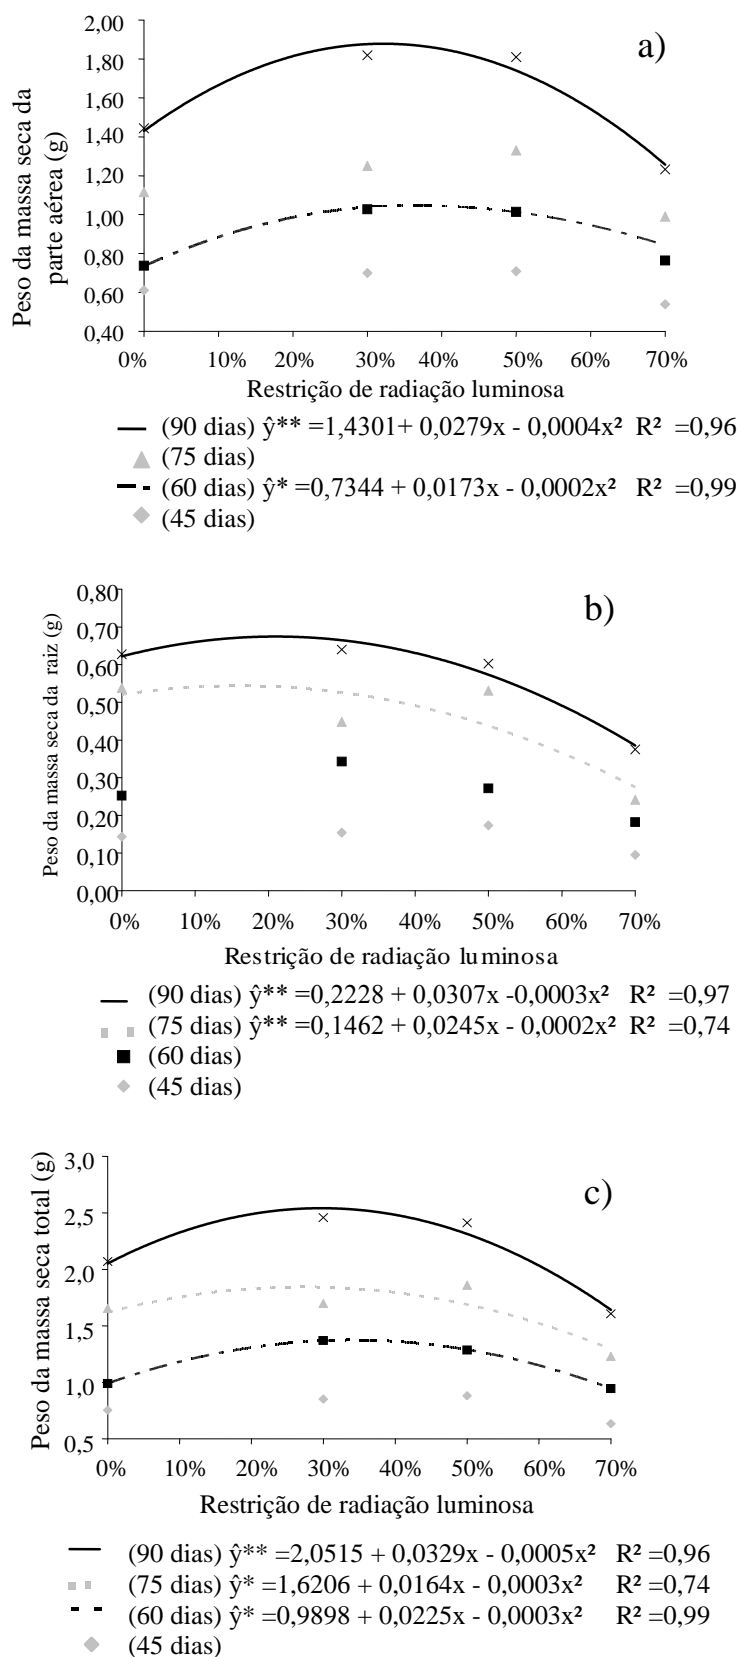 a)
Peso da massa seca da
parte aérea (g)
2,00
1,80
1,60
1,40
1,20
1,00
0,80
0,60
0,40
0% 10% 20% 30% 40% 50% 60% 70%
Restrição de radiação luminosa
(90 dias) ŷ** =1,4301+ 0,0279x - 0,0004x² R² =0,96
(75 dias)
(60 dias) ŷ* =0,7344 + 0,0173x - 0,0002x² R² =0,99
(45 dias)
b)
Peso da massa seca da raiz (g)
0,80
0,70
0,60
0,50
0,40
0,30
0,20
0,10
0,00
0% 10% 20% 30% 40% 50% 60% 70%
Restrição de radiação luminosa
(90 dias) ŷ** =0,2228 + 0,0307x -0,0003x² R² =0,97
(75 dias) ŷ** =0,1462 + 0,0245x - 0,0002x² R² =0,74
(60 dias)
(45 dias)
c)
Peso da massa seca total (g)
3,0
2,5
2,0
1,5
1,0
0,5
0% 10% 20% 30% 40% 50% 60% 70%
Restrição de radiação luminosa
(90 dias) ŷ** =2,0515 + 0,0329x - 0,0005x² R² =0,96
(75 dias) ŷ* =1,6206 + 0,0164x - 0,0003x² R² =0,74
(60 dias) ŷ* =0,9898 + 0,0225x - 0,0003x² R² =0,99
(45 dias)